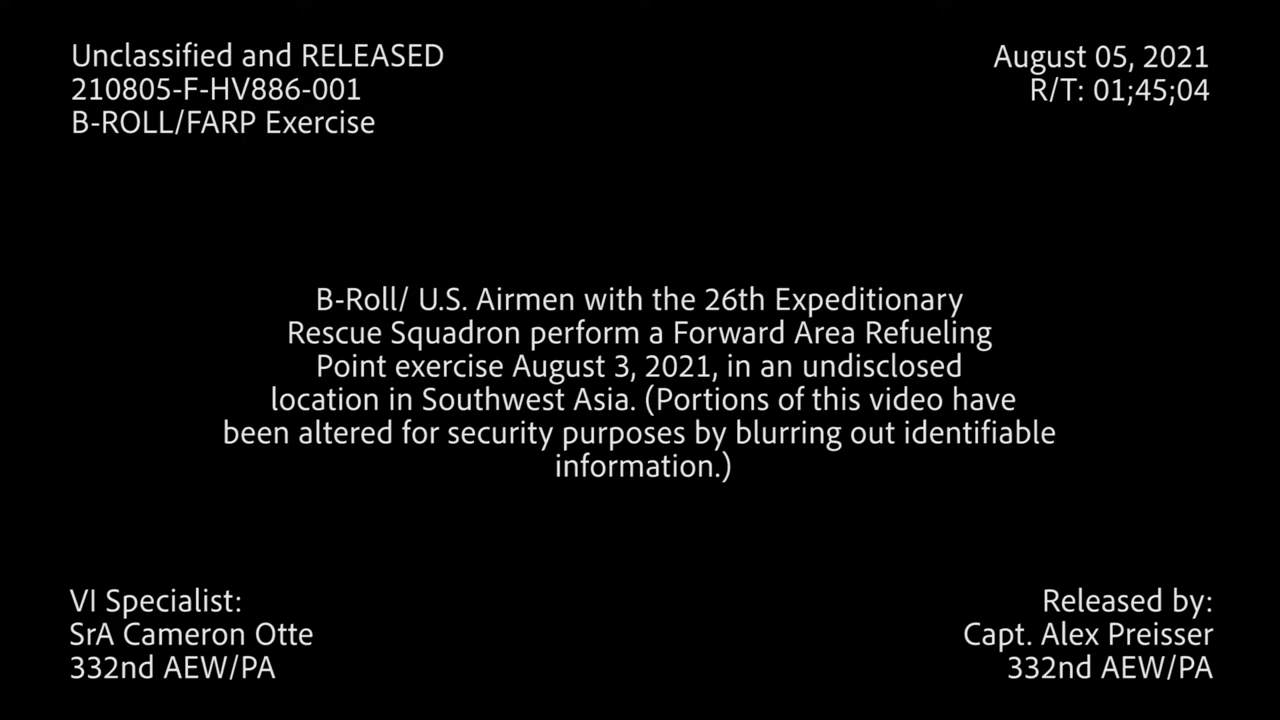 Unclassified and RELEASED
210805-F-HV886-001
B-ROLL/FARP Exercise
August 05, 2021
R/T: 01;45;04
B-Roll/ U.S. Airmen with the 26th Expeditionary
Rescue Squadron perform a Forward Area Refueling
Point exercise August 3, 2021, in an undisclosed
location in Southwest Asia. (Portions of this video have
been altered for security purposes by blurring out identifiable
information.)
VI Specialist:
SrA Cameron Otte
332nd AEW/PA
Released by:
Capt. Alex Preisser
332nd AEW/PA